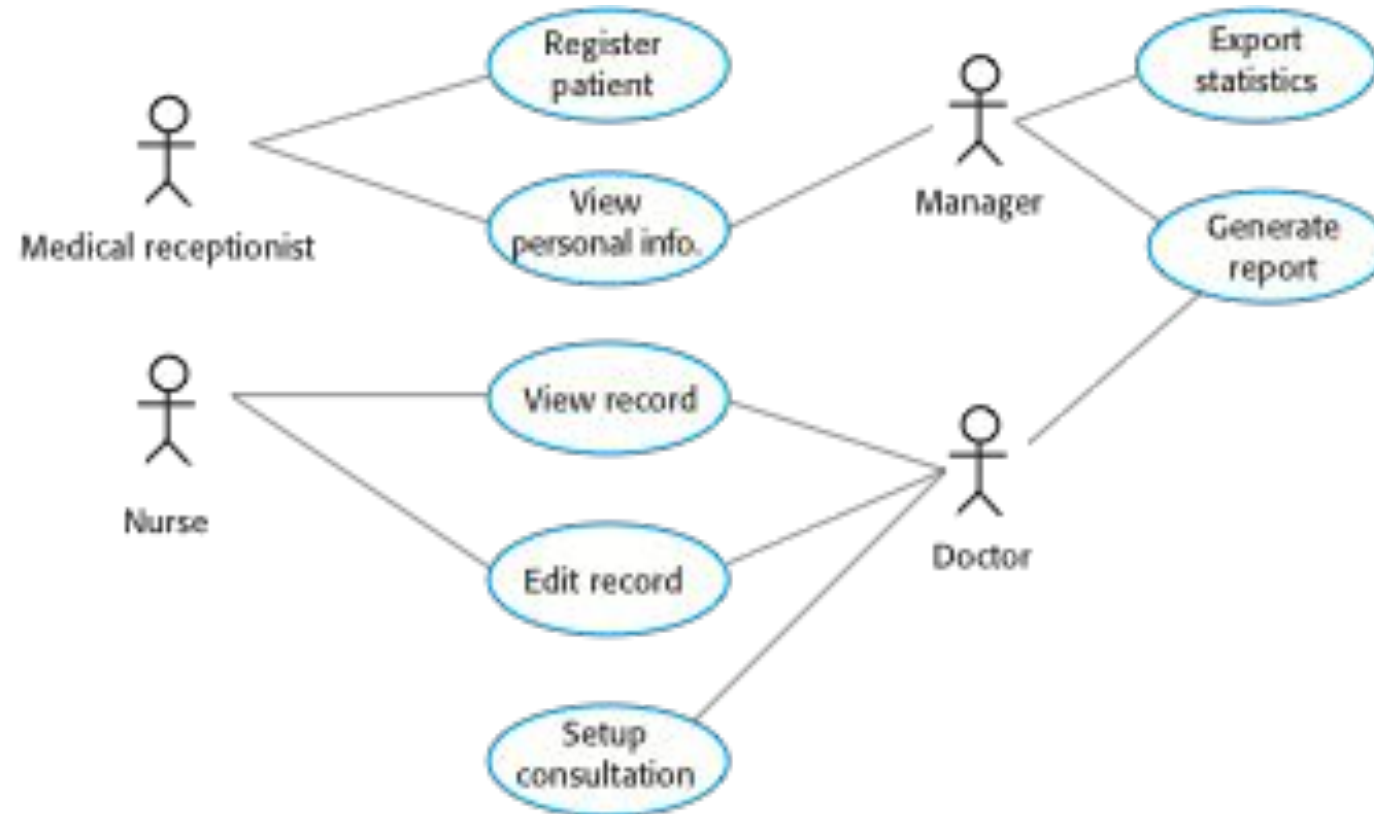 Register
patient
Export
statistics
Medical receptionist
View
personal info.
Manager
Generate
report
View record
Nurse
Edit record
Doctor
Setup
consultation